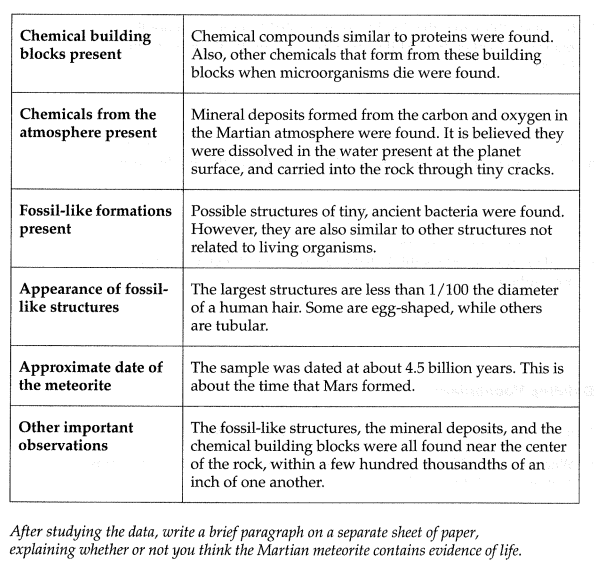 Chemical building
blocks present
Chemical compounds similar to proteins were found.
Also, other chemicals that form from these building
blocks when microorganisms die were found.
Chemicals from the
atmosphere present
Mineral deposits formed from the carbon and oxygen in
the Martian atmosphere were found. It is believed they
were dissolved in the water present at the planet
surface, and carried into the rock through tiny cracks.
Fossil-like formations
present
Possible structures of tiny, ancient bacteria were found.
However, they are also similar to other structures not
related to living organisms.
Appearance of fossil-
like structures
The largest structures are less than 1/100 the diameter
of a human hair. Some are egg-shaped, while others
are tubular.
Approximate date of
the meteorite
The sample was dated at about 4.5 billion years. This is
about the time that Mars formed.
Other important
observations
The fossil-like structures, the mineral deposits, and the
chemical building blocks were all found near the center
of the rock, within a few hundred thousandths of an
inch of one another.
After studying the data, write a brief paragraph on a separate sheet of paper,
explaining whether or not you think the Martian meteorite contains evidence of life.